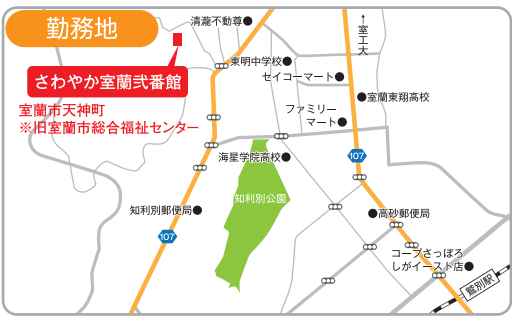 勤務地
清瀧不動尊
↑室工大
東明中学校
セイコーマート
さわやか室蘭弐番館
室蘭東翔高校
室蘭市天神町
※旧室蘭市総合福祉センター
ファミリー
マート
107
海星学院高校
知利別公園
知利別郵便局
高砂郵便局
107
コープさっぽろ
しがイースト店
鷲別駅